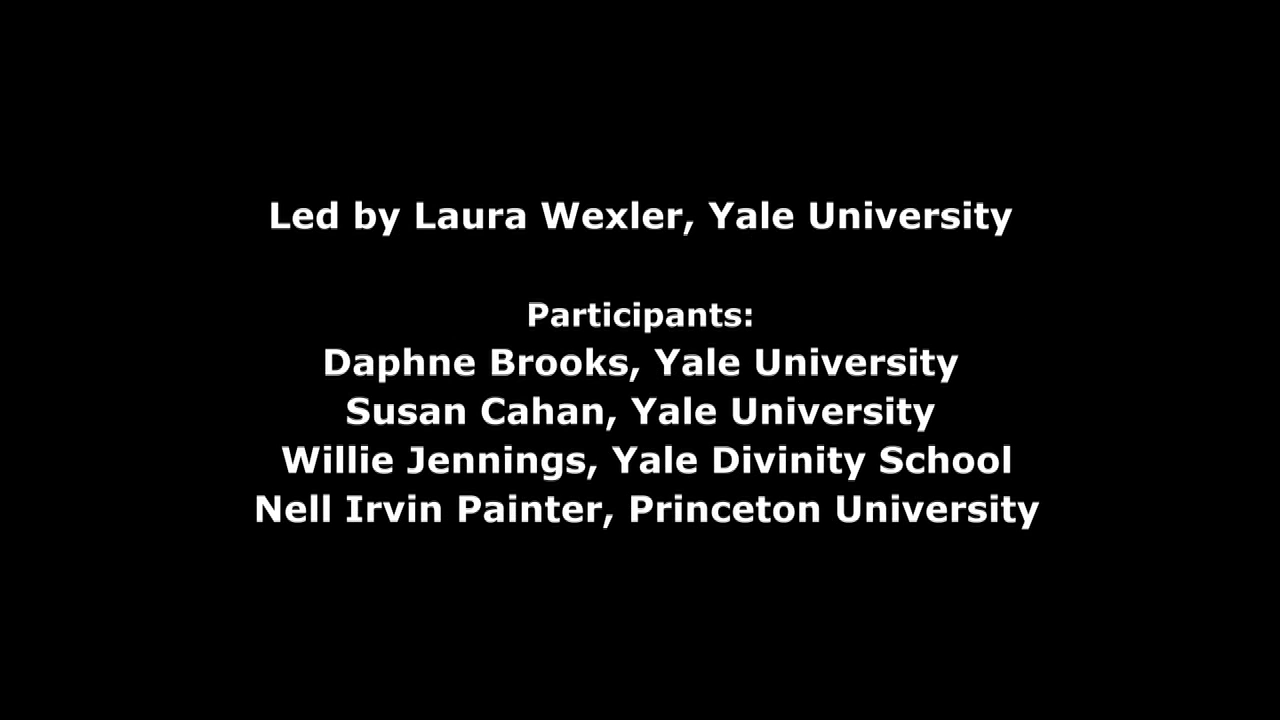 Led by Laura Wexler, Yale University
Participants:
Daphne Brooks, Yale University
Susan Cahan, Yale University
Willie Jennings, Yale Divinity School
Nell Irvin Painter, Princeton University